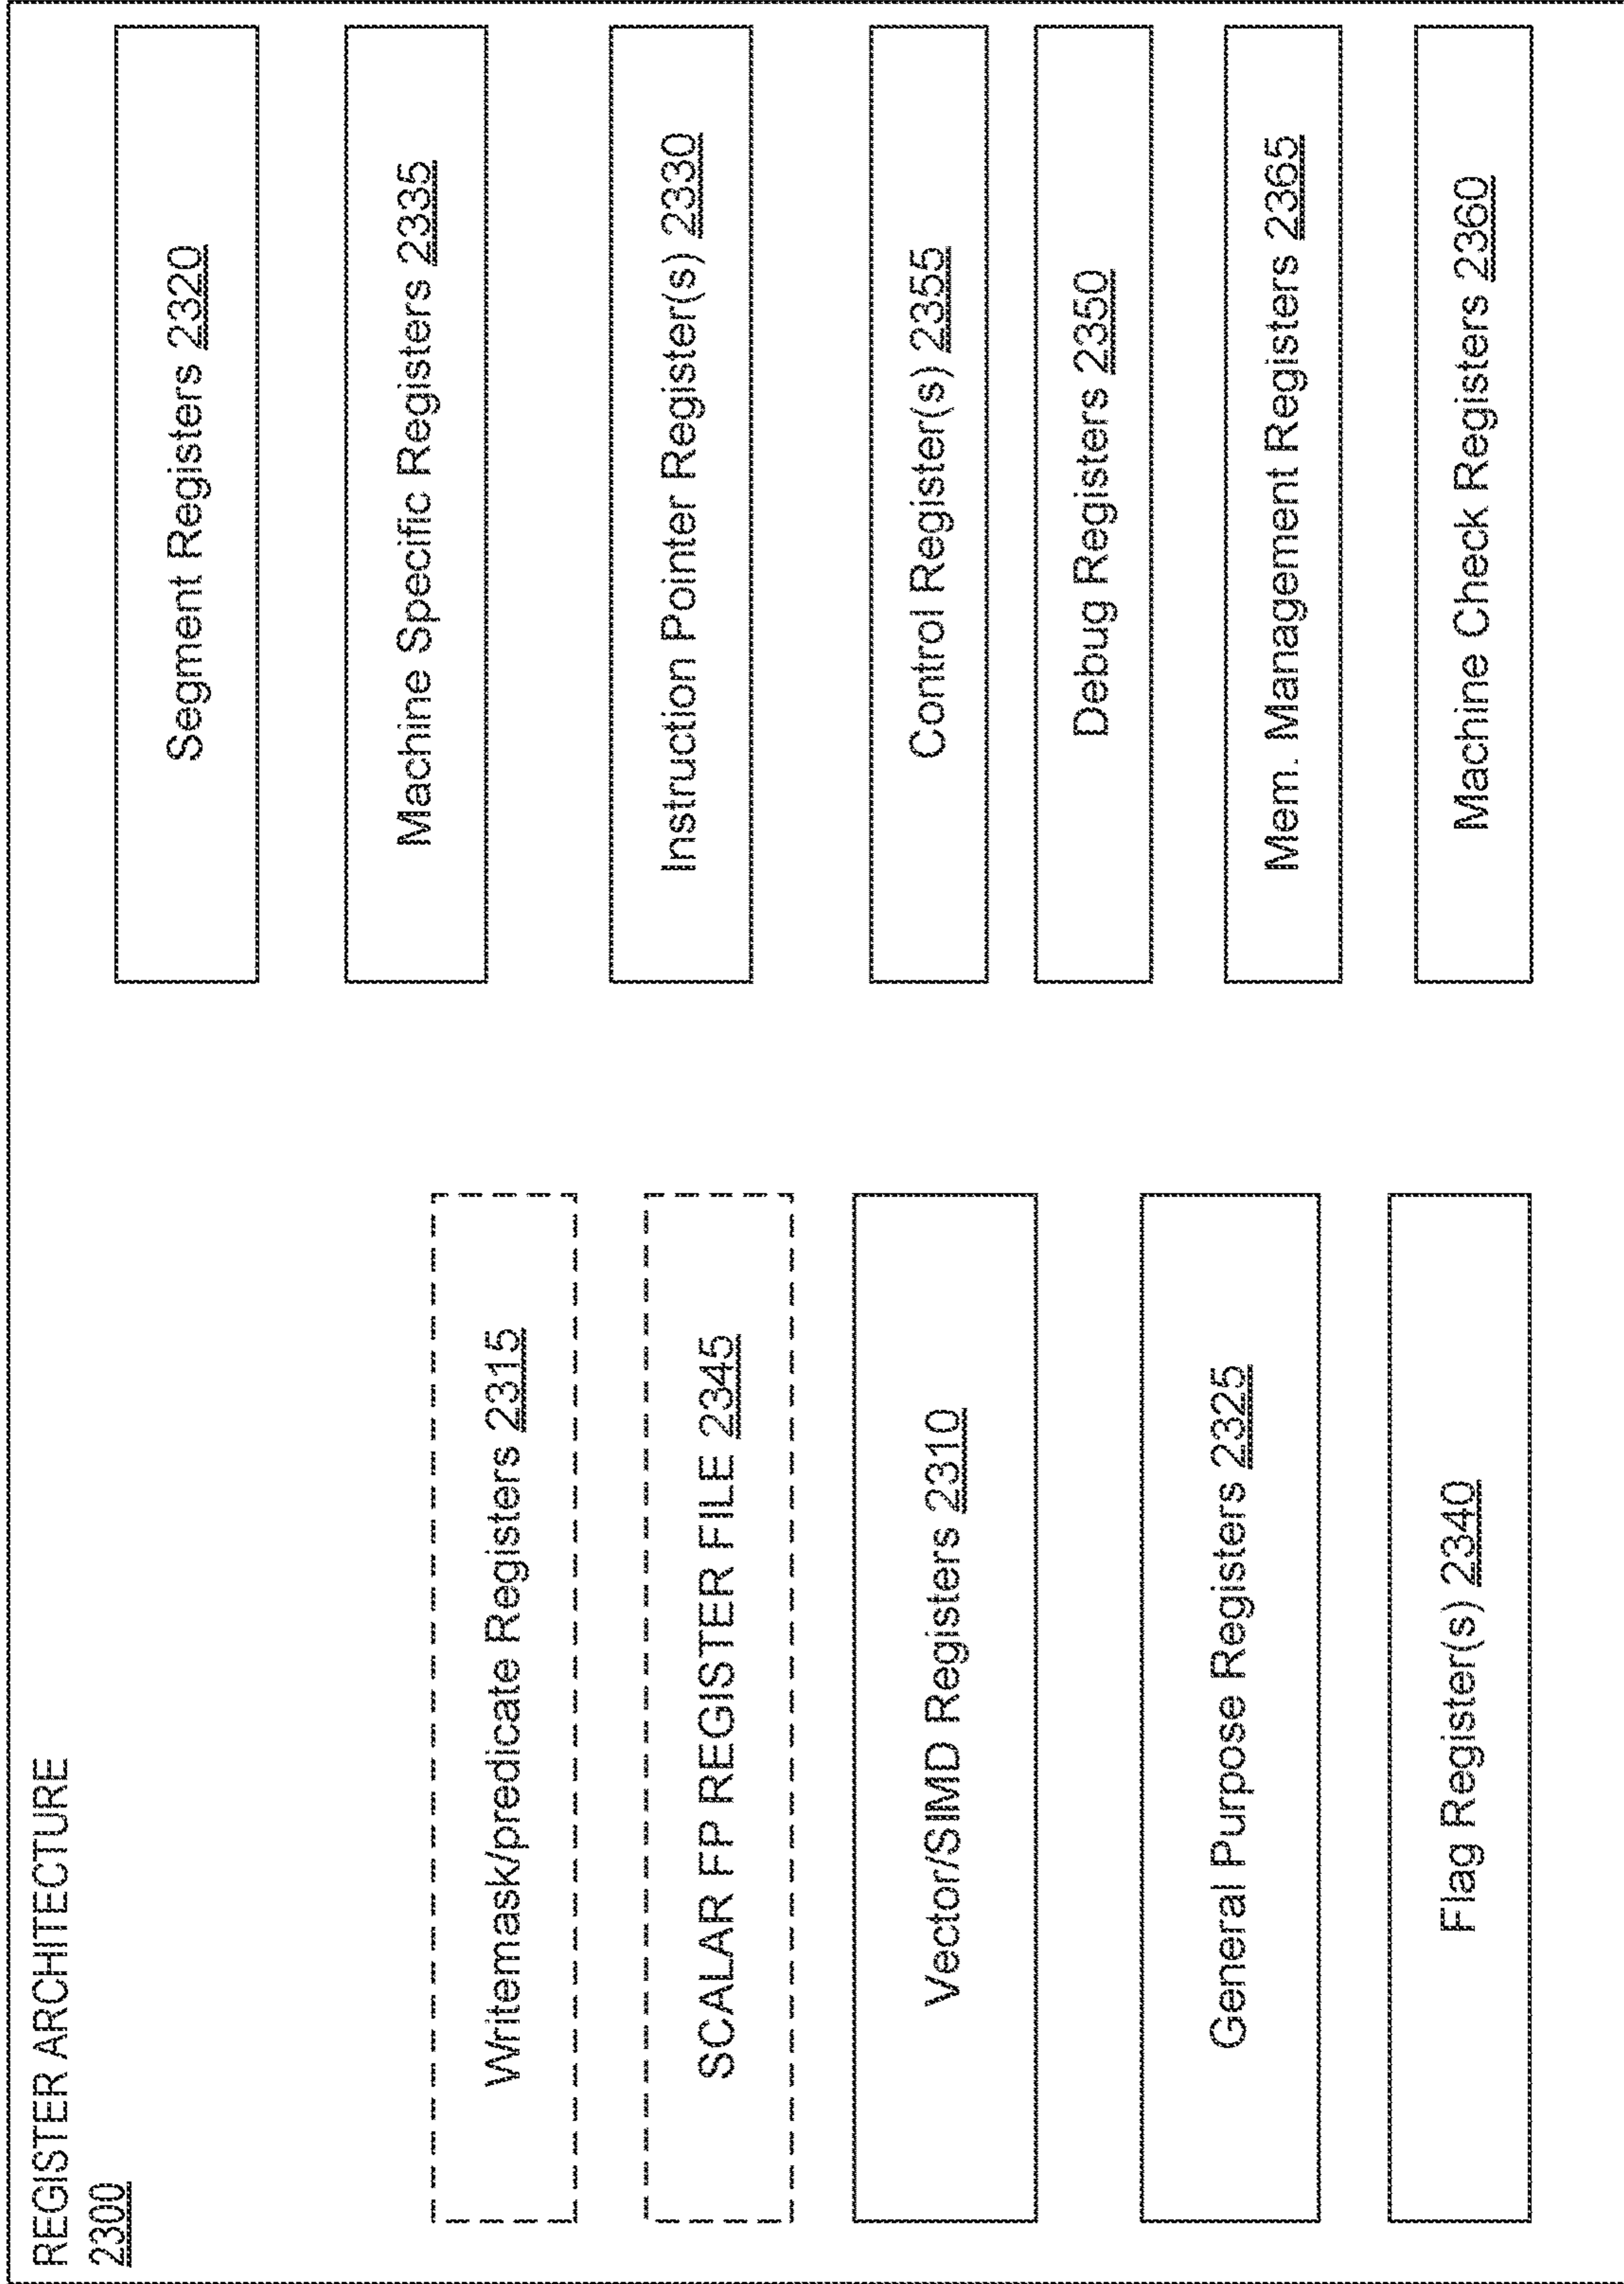 REGISTER ARCHITECTURE
2300
Writemask/predicate Registers 2315
SCALAR FP REGISTER FILE 2345
Vector/SIMD Registers 2310
General Purpose Registers 2325
Flag Register(s) 2340
Segment Registers 2320
Machine Specific Registers 2335
Instruction Pointer Register(s) 2330
Control Register(s) 2355
Debug Registers 2350
Mem. Management Registers 2365
Machine Check Registers 2360